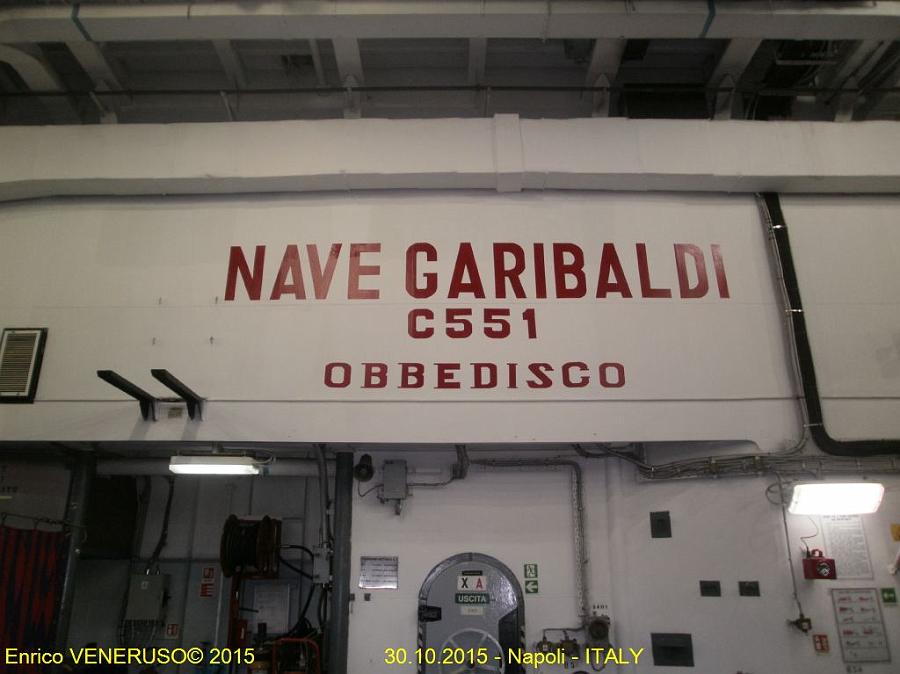 NAVE GARIBALDI
C551
OBBEDISCO
X A
USCITA
Enrico VENERUSO© 2015
30.10.2015 - Napoli - ITALY